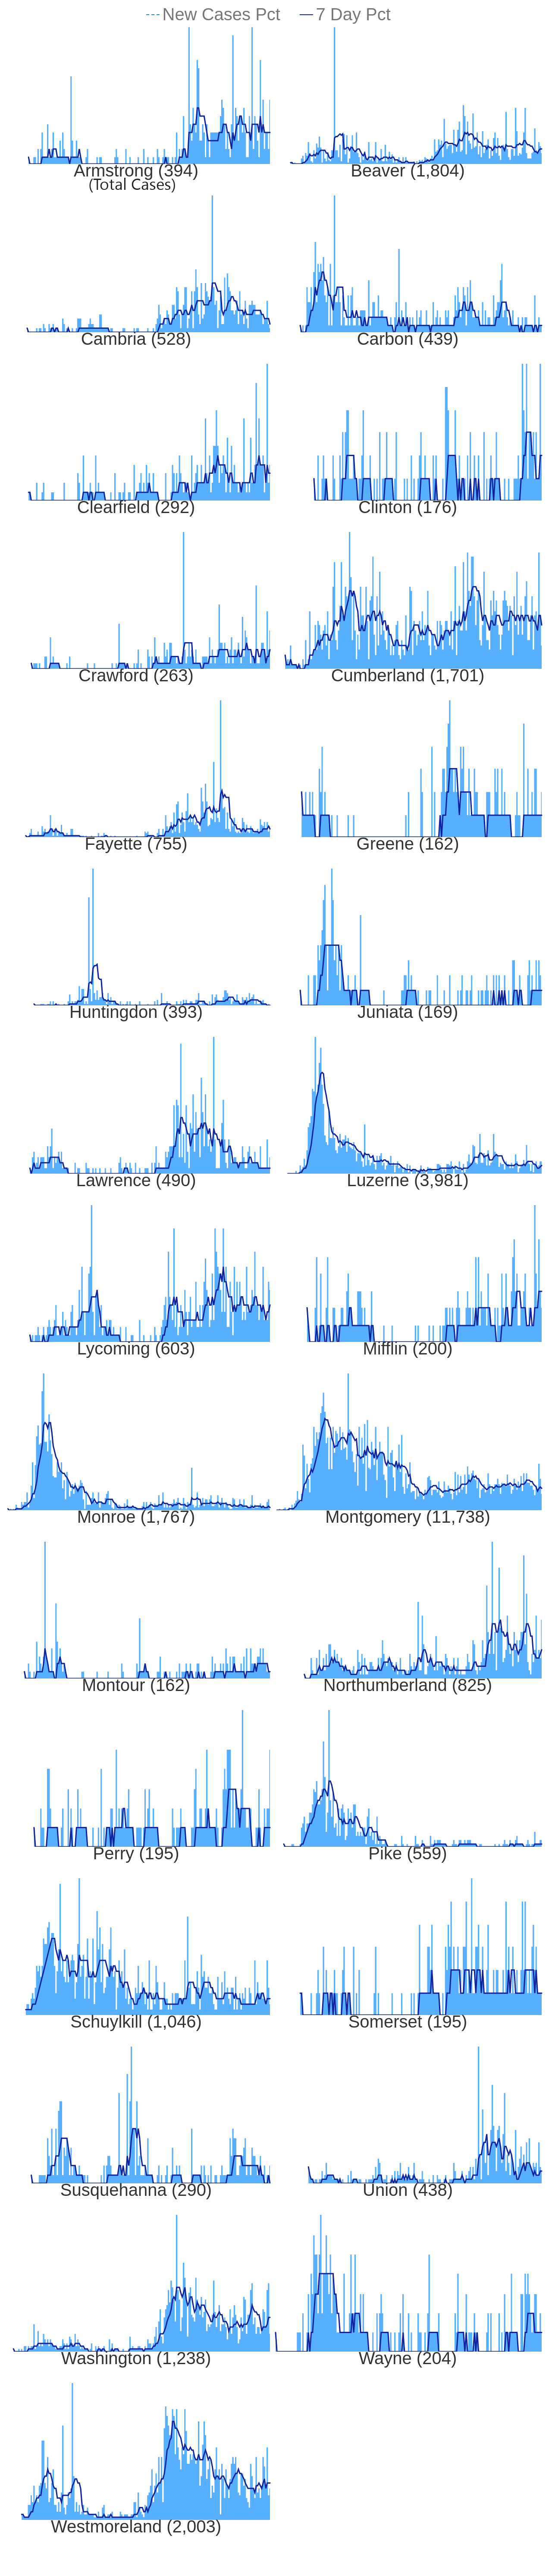 New Cases Pct 7 Day Pct
Armstrong (394) Beaver (1,804)
(Total Cases)
Cambria (528) Carbon (439)
Clearfield (292) Clinton (176)
Crawford (263) Cumberland (1,701)
Fayette (755) Greene (162)
Huntingdon (393) Juniata (169)
Lawrence (490) Luzerne (3,981)
Lycoming (603) Mifflin (200)
Monroe (1,767) Montgomery (11,738)
Montour (162) Northumberland (825)
Perry (195) Pike (559)
Schuylkill (1,046) Somerset (195)
Susquehanna (290) Union (438)
Washington (1,238) Wayne (204)
Westmoreland (2,003)